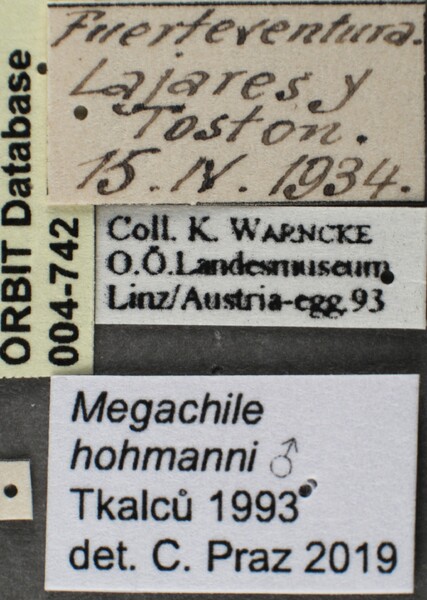 Fuerteventura.
Lajares y
Toston.
15. IV. 1934.
ORBIT Database
004-742
Coll. K. WARNCKE
O.Ö.Landesmuseum
Linz/Austria-egg.93
Megachile
hohmanni ♂
Tkalců 1993
det. C. Praz 2019